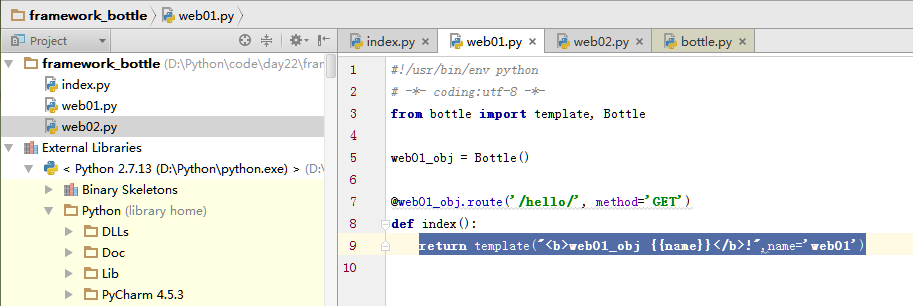 framework_bottle web01.py
Project
index.py web01.py web02.py bottle.py
framework_bottle (D:\Python\code\day22\fran
index.py
web01.py
web02.py
External Libraries
< Python 2.7.13 (D:\Python\python.exe) > (D:\
Binary Skeletons
Python (library home)
DLLs
Doc
Lib
PyCharm 4.5.3
1 #!/usr/bin/env python
2 # -*- coding:utf-8 -*-
3 from bottle import template, Bottle
4
5 web01_obj = Bottle()
6
7 @web01_obj.route('/hello/', method='GET')
8 def index():
9 return template("<b>web01_obj {{name}}</b>!",name='web01')
10